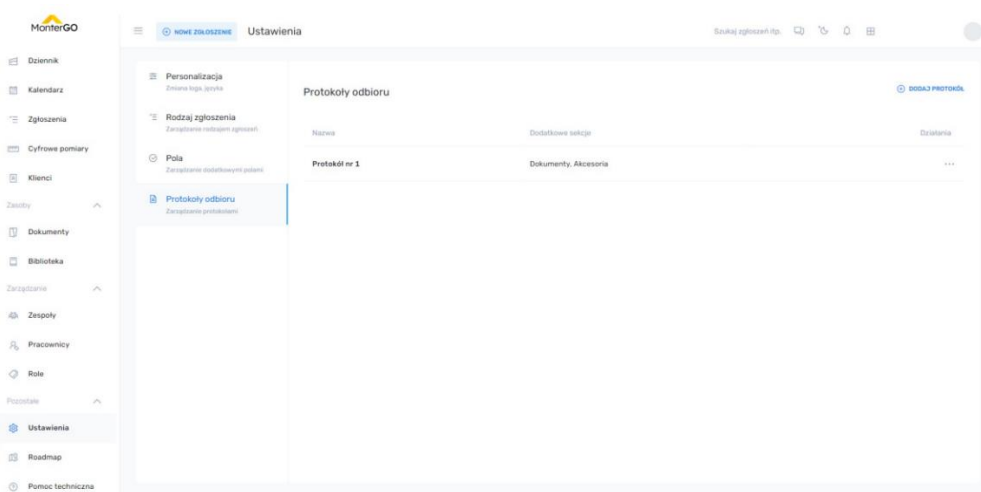 MonterGO
NOWE ZGŁOSZENIE
Ustawienia
Szukaj zgłoszeń itp.
Dziennik
Kalendarz
Zgłoszenia
Cyfrowe pomiary
Klienci
Zasoby
Dokumenty
Biblioteka
Zarządzanie
Zespoły
Pracownicy
Role
Pozostałe
Ustawienia
Roadmap
Pomoc techniczna
Personalizacja
Zmiana loga, języka
Rodzaj zgłoszenia
Zarządzanie rodzajem zgłoszeń
Pola
Zarządzanie dodatkowymi polami
Protokoły odbioru
Zarządzanie protokołami
Protokoły odbioru
DODAJ PROTOKÓŁ
Nazwa Dodatkowe sekcje Działania
Protokół nr 1 Dokumenty, Akcesoria ...